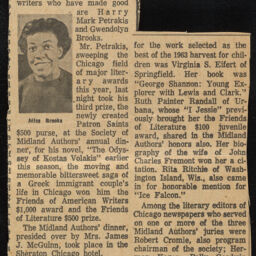 writers who have made good
are Harry
Mark Petrakis
and Gwendolyn
Brooks.
Mr. Petrakis,
sweeping the
Chicago field
of major liter-
ary awards
this year, last
night took his
third prize, the
newly created
Patron Saints
Miss Brooks
$500 purse, at the Society of
Midland Authors' annual din-
ner, for his novel, "The Odys-
sey of Kostas Volakis" earlier
this season, the moving and
memorable bittersweet saga of
a Greek immigrant couple's
life in Chicago won him the
Friends of American Writers
$1,000 award and the Friends
of Literature $500 prize.
The Midland Authors' dinner,
presided over by Mrs. James
J. McGuinn, took place in the
Sheraton Chicago hotel.
for the work selected as the
best of the 1963 harvest for chil-
dren was Virginia S. Eifert of
Springfield. Her book was
"George Shannon: Young Ex-
plorer with Lewis and Clark."
Ruth Painter Randall of Ur-
bana, whose "I Jessie" previ-
ously brought her the Friends
of Literature $100 juvenile
award, shared in the Midland
Authors' honors also. Her bi-
ography of the wife of John
Charles Fremont won her a ci-
tation. Rita Ritchie of Wash-
ington Island, Wis., also came
in for honorable mention for
"Ice Falcon."
Among the literary editors of
Chicago newspapers who served
on one or more of the three
Midland Authors' juries were
Robert Cromie, also program
chairman of the society; Her-